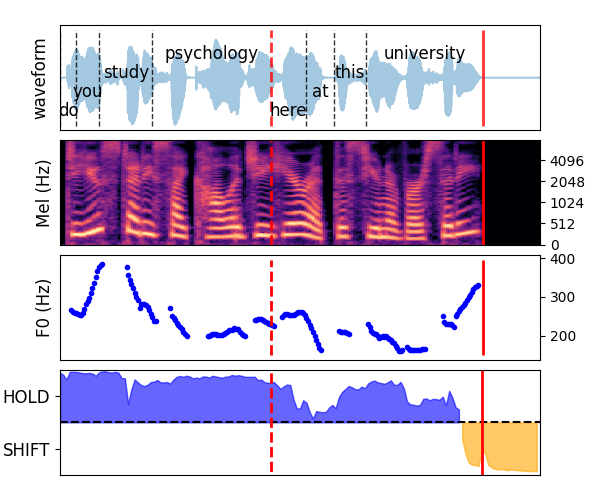 waveform
do
you
study
psychology
here
at
this
university
Mel (Hz)
4096
2048
1024
512
0
F0 (Hz)
400
200
HOLD
SHIFT